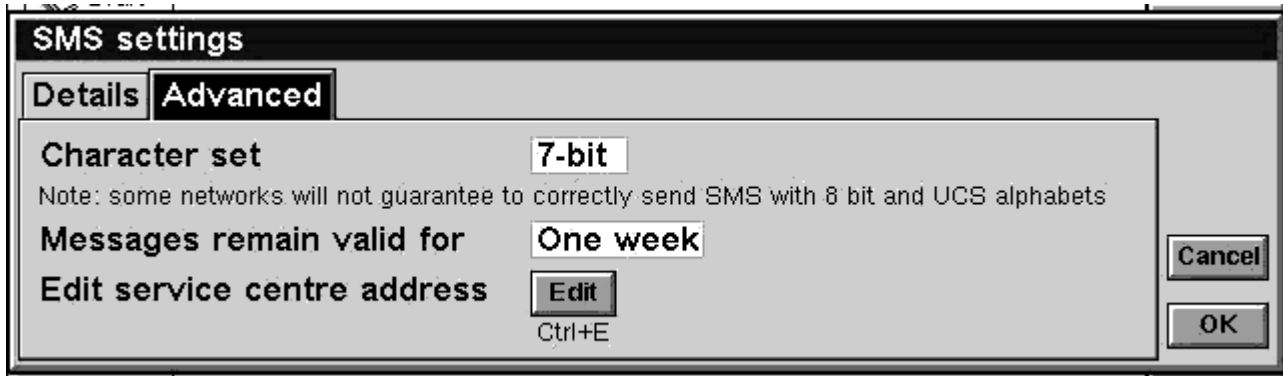 SMS settings
Details Advanced
Character set 7-bit
Note: some networks will not guarantee to correctly send SMS with 8 bit and UCS alphabets
Messages remain valid for One week
Edit service centre address Edit
Ctrl+E
Cancel
OK